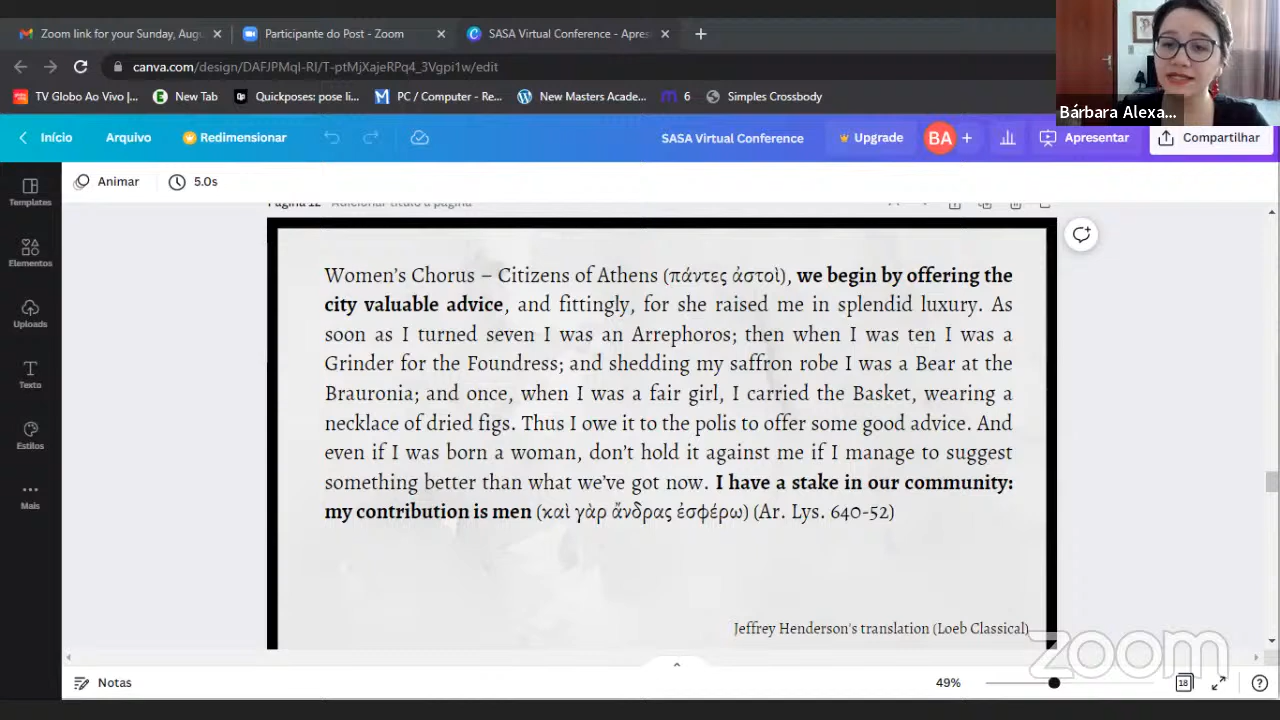 Zoom link for your Sunday, Aug
Participante do Post - Zoom
SASA Virtual Conference - Apres
canva.com/design/DAFJPMqI-RI/T-ptMjXajeRPq4_3Vgpi1w/edit
TV Globo Ao Vivo |...
New Tab
Quickposes: pose li...
PC / Computer - Re...
New Masters Acade...
6
Simples Crossbody
Bárbara Alexa...
Início
Arquivo
Redimensionar
SASA Virtual Conference
Upgrade
BA
Apresentar
Compartilhar
Animar
5.0s
Templates
Elementos
Uploads
Texto
Estilos
Mais
Página 12 - Adicionar título à página
Women's Chorus – Citizens of Athens (πάντες ἀστοὶ), we begin by offering the
city valuable advice, and fittingly, for she raised me in splendid luxury. As
soon as I turned seven I was an Arrephoros; then when I was ten I was a
Grinder for the Foundress; and shedding my saffron robe I was a Bear at the
Brauronia; and once, when I was a fair girl, I carried the Basket, wearing a
necklace of dried figs. Thus I owe it to the polis to offer some good advice. And
even if I was born a woman, don't hold it against me if I manage to suggest
something better than what we've got now. I have a stake in our community:
my contribution is men (καὶ γὰρ ἄνδρας ἐσφέρω) (Ar. Lys. 640-52)
Jeffrey Henderson's translation (Loeb Classical)
zoom
Notas
49%
18